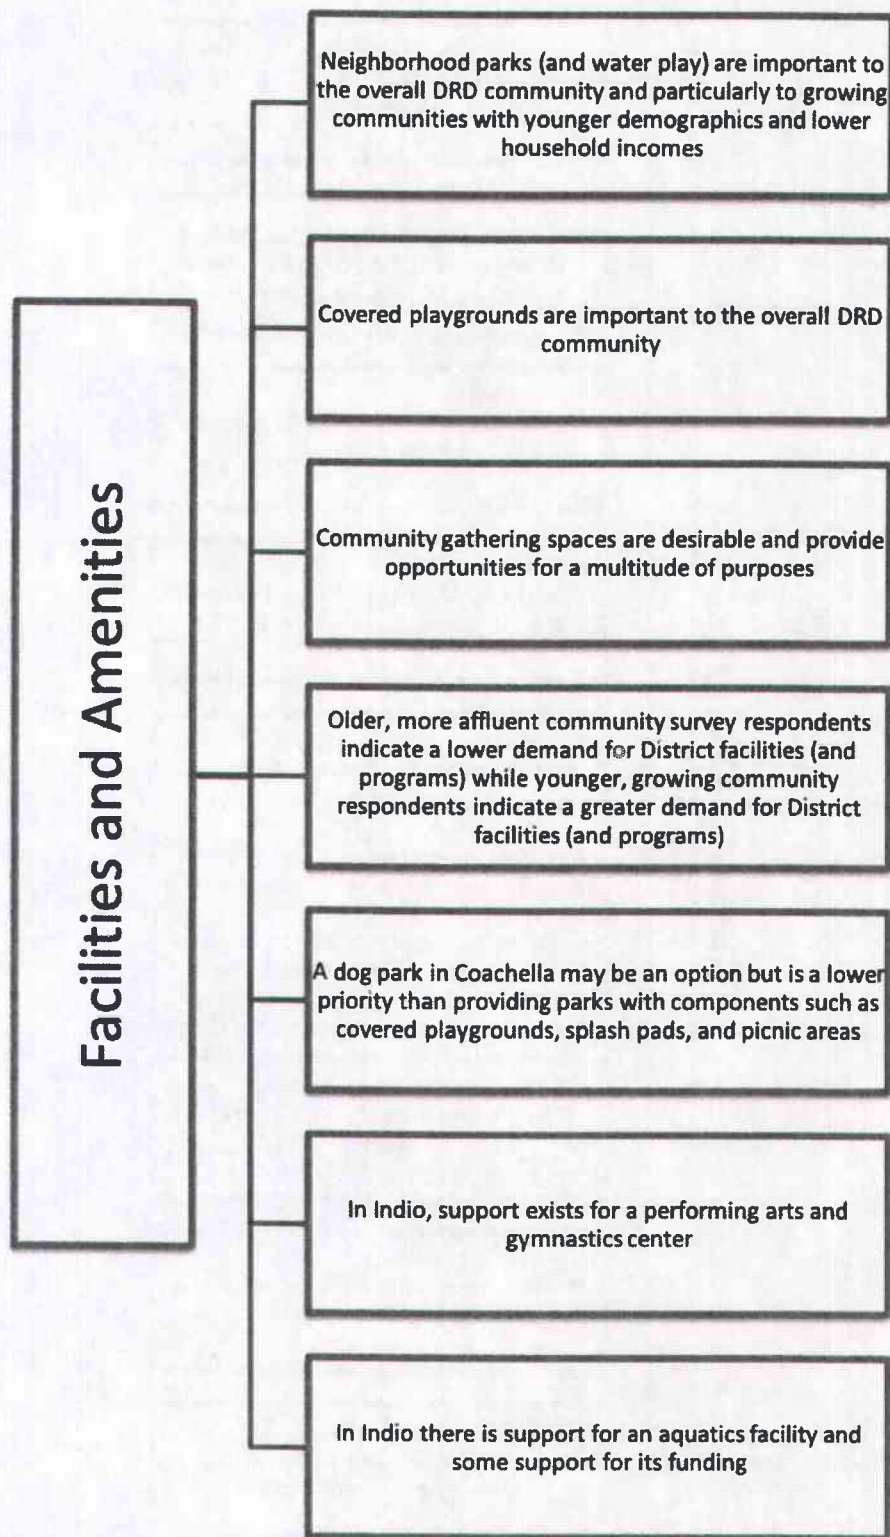 Facilities and Amenities
Neighborhood parks (and water play) are important to
the overall DRD community and particularly to growing
communities with younger demographics and lower
household incomes
Covered playgrounds are important to the overall DRD
community
Community gathering spaces are desirable and provide
opportunities for a multitude of purposes
Older, more affluent community survey respondents
indicate a lower demand for District facilities (and
programs) while younger, growing community
respondents indicate a greater demand for District
facilities (and programs)
A dog park in Coachella may be an option but is a lower
priority than providing parks with components such as
covered playgrounds, splash pads, and picnic areas
In Indio, support exists for a performing arts and
gymnastics center
In Indio there is support for an aquatics facility and
some support for its funding